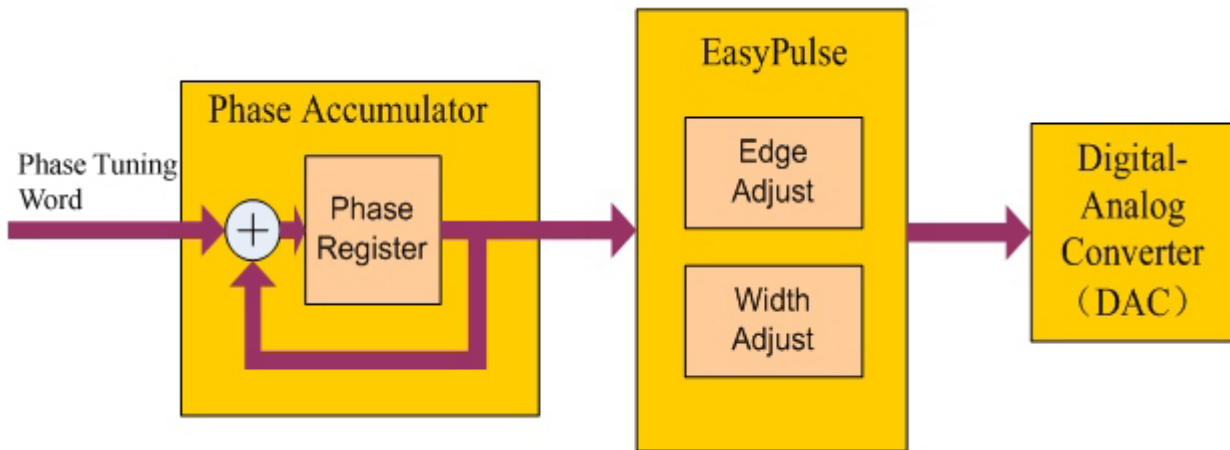 Phase Tuning
Word
Phase Accumulator
+
Phase
Register
EasyPulse
Edge
Adjust
Width
Adjust
Digital-
Analog
Converter
（DAC）